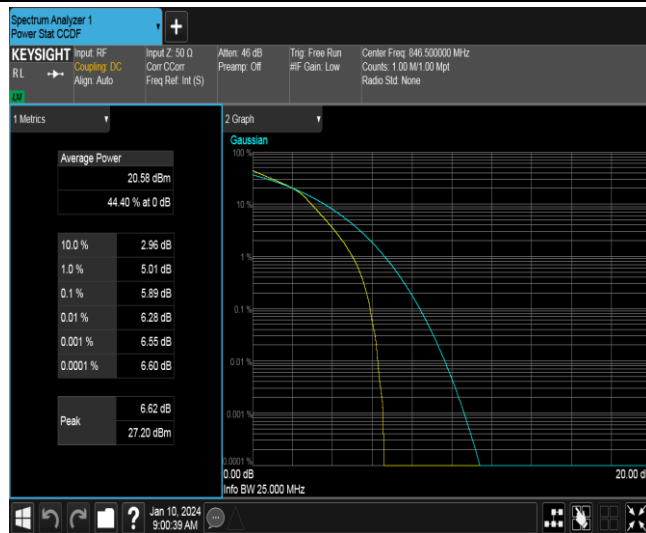 Spectrum Analyzer 1
Power Stat CCDF
+
KEYSIGHT
RL
LV
Input: RF
Coupling: DC
Align: Auto
Input Z: 50 Ω
Corr CCorr
Freq Ref: Int (S)
Atten: 46 dB
Preamp: Off
Trig: Free Run
#IF Gain: Low
Center Freq: 846.500000 MHz
Counts: 1.00 M/1.00 Mpt
Radio Std: None
1 Metrics
Average Power
20.58 dBm
44.40 % at 0 dB
10.0 % 2.96 dB
1.0 % 5.01 dB
0.1 % 5.89 dB
0.01 % 6.28 dB
0.001 % 6.55 dB
0.0001 % 6.60 dB
Peak
6.62 dB
27.20 dBm
2 Graph
Gaussian
100 %
10 %
1 %
0.1 %
0.01 %
0.001 %
0.0001 %
0.00 dB
20.00 d
Info BW 25.000 MHz
?
Jan 10, 2024
9:00:39 AM